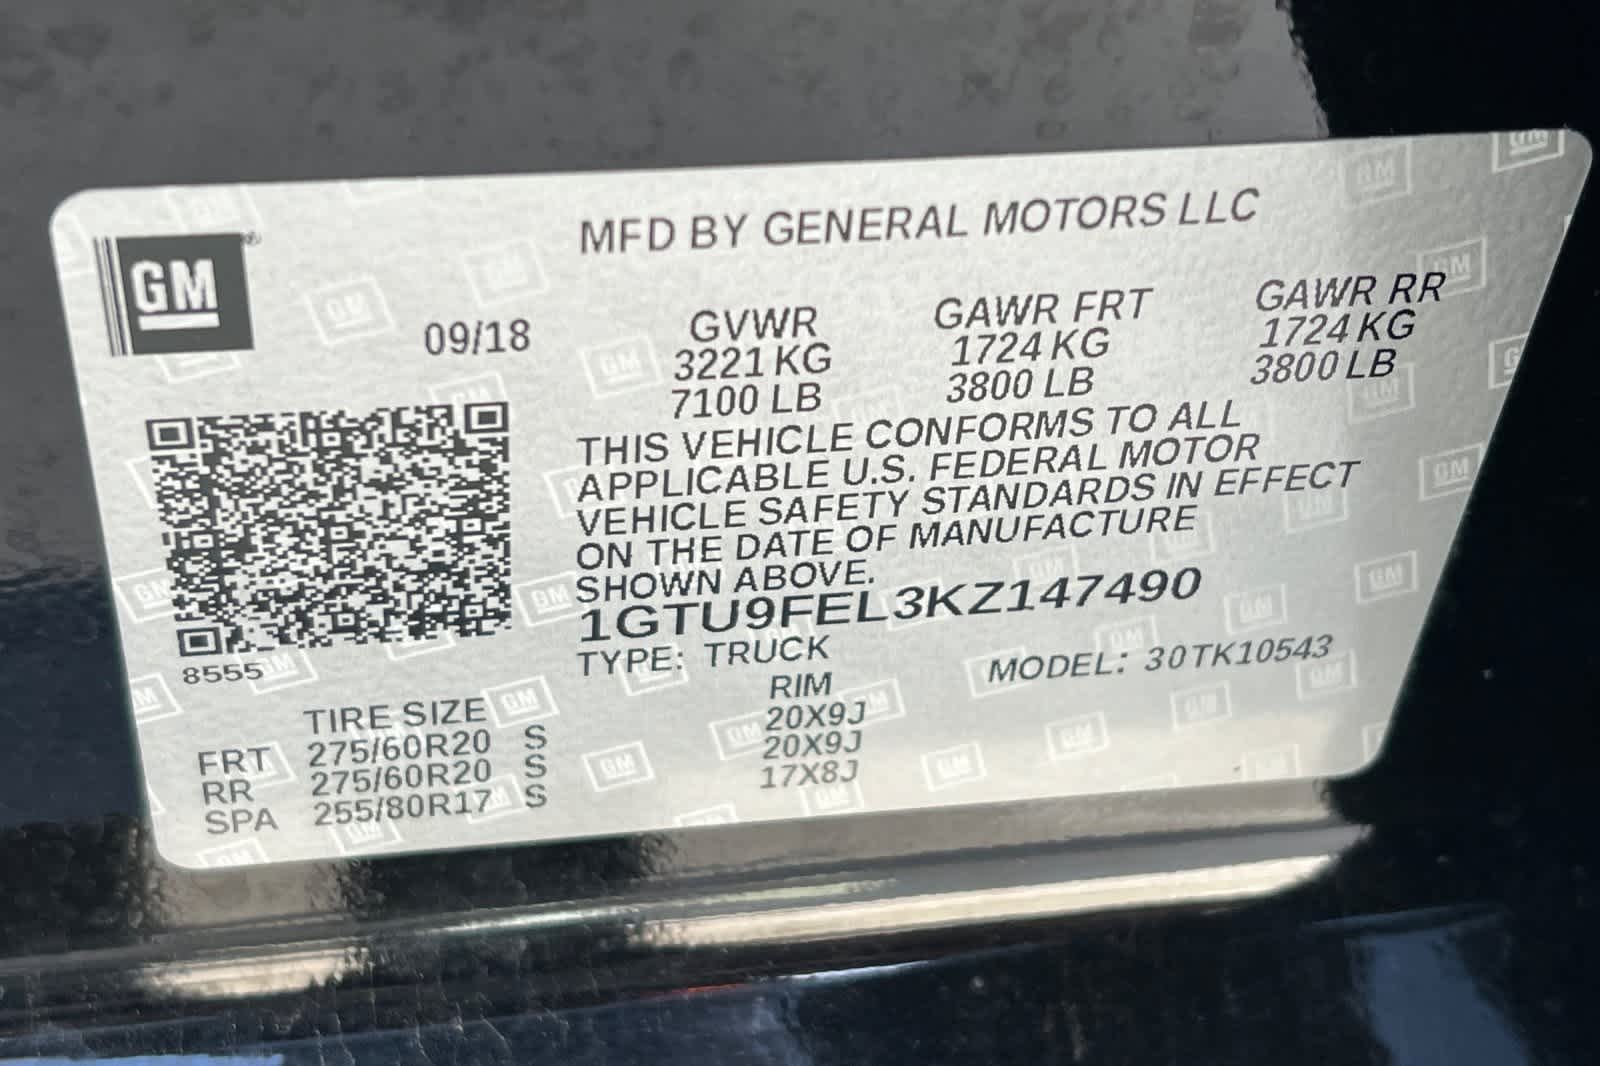 MFD BY GENERAL MOTORS LLC
GM
09/18
GVWR GAWR FRT GAWR RR
3221 KG 1724 KG 1724 KG
7100 LB 3800 LB 3800 LB
THIS VEHICLE CONFORMS TO ALL
APPLICABLE U.S. FEDERAL MOTOR
VEHICLE SAFETY STANDARDS IN EFFECT
ON THE DATE OF MANUFACTURE
SHOWN ABOVE.
1GTU9FEL3KZ147490
TYPE: TRUCK MODEL: 30TK10543
8555
TIRE SIZE RIM
FRT 275/60R20 S 20X9J
RR 275/60R20 S 20X9J
SPA 255/80R17 S 17X8J